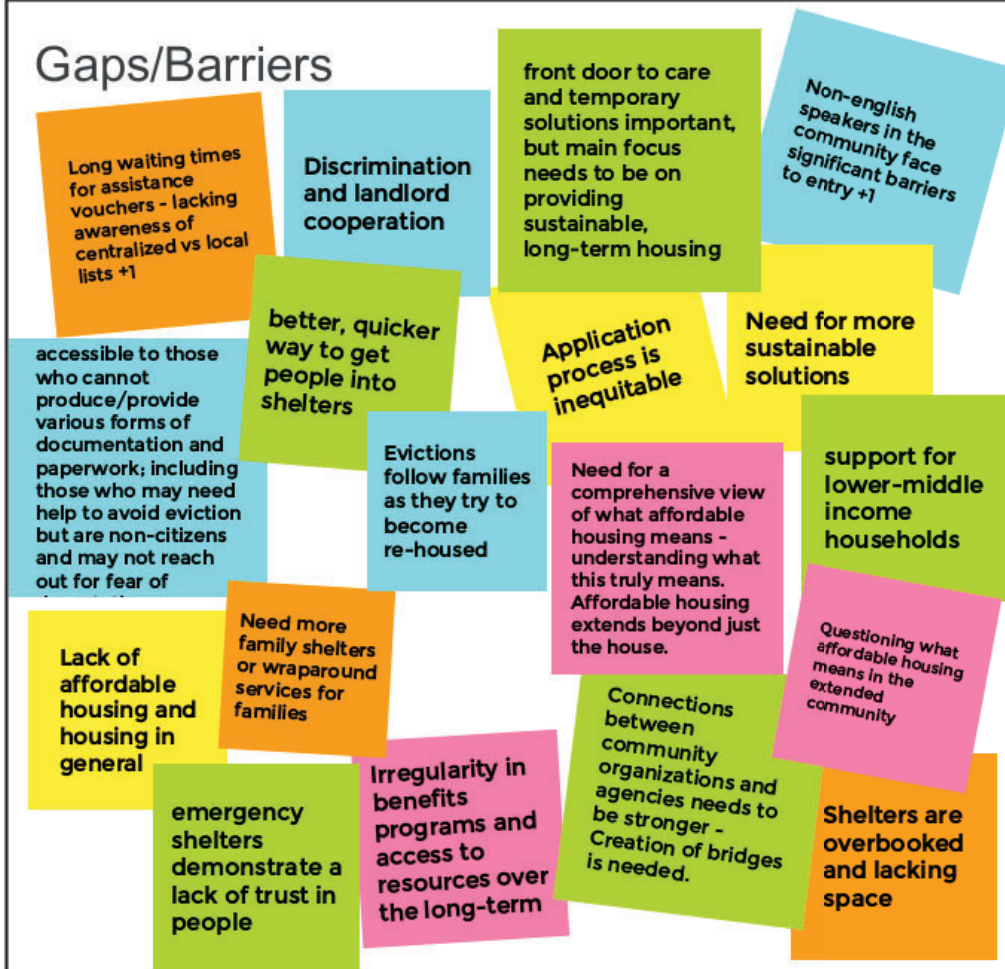 Gaps/Barriers
Long waiting times
for assistance
vouchers - lacking
awareness of
centralized vs local
lists +1
Discrimination
and landlord
cooperation
front door to care
and temporary
solutions important,
but main focus
needs to be on
providing
sustainable,
long-term housing
Non-english
speakers in the
community face
significant barriers
to entry +1
accessible to those
who cannot
produce/provide
various forms of
documentation and
paperwork; including
those who may need
help to avoid eviction
but are non-citizens
and may not reach
out for fear of
better, quicker
way to get
people into
shelters
Application
process is
inequitable
Need for more
sustainable
solutions
Evictions
follow families
as they try to
become
re-housed
Need for a
comprehensive view
of what affordable
housing means -
understanding what
this truly means.
Affordable housing
extends beyond just
the house.
support for
lower-middle
income
households
Lack of
affordable
housing and
housing in
general
Need more
family shelters
or wraparound
services for
families
Questioning what
affordable housing
means in the
extended
community
emergency
shelters
demonstrate a
lack of trust in
people
Irregularity in
benefits
programs and
access to
resources over
the long-term
Connections
between
community
organizations and
agencies needs to
be stronger -
Creation of bridges
is needed.
Shelters are
overbooked
and lacking
space